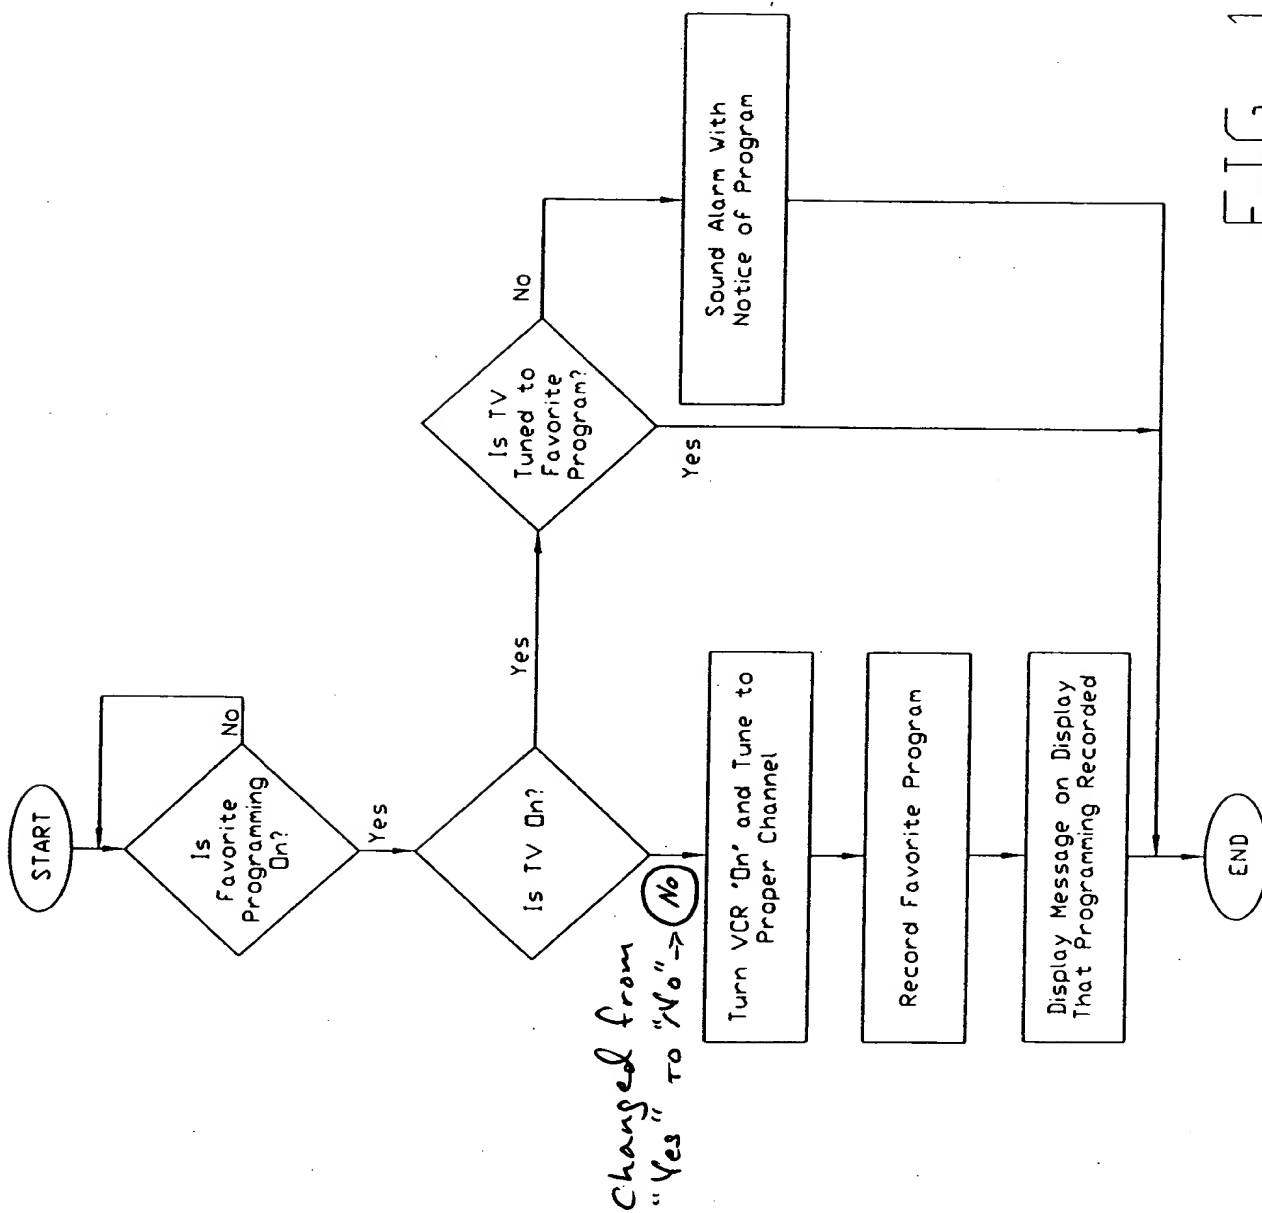 START
Is
Favorite
Programming
On?
No
Yes
Is TV On?
Yes
Changed from
"Yes" TO "No"->
No
Is TV
Tuned to
Favorite
Program?
No
Yes
Sound Alarm With
Notice of Program
Turn VCR 'On' and Tune to
Proper Channel
Record Favorite Program
Display Message on Display
That Programming Recorded
END
FIG. 1